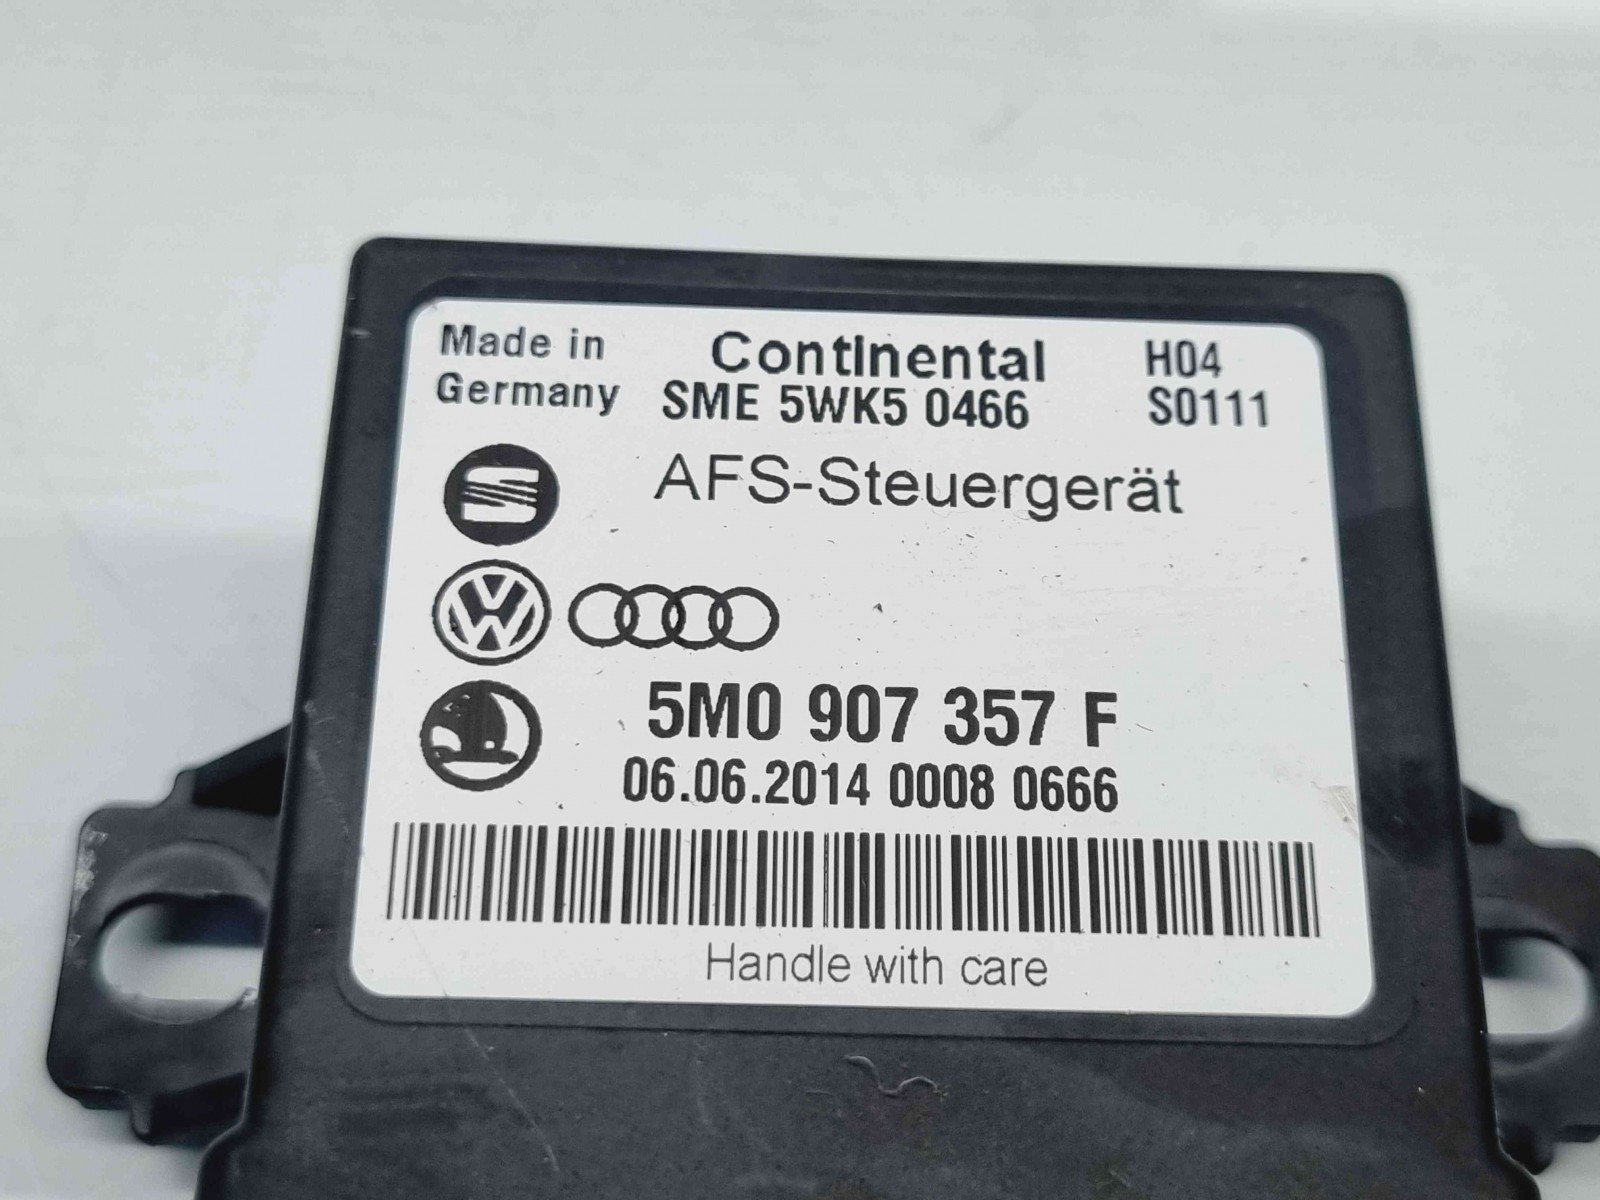 Made in
Germany
Continental
SME 5WK5 0466
H04
S0111
AFS-Steuergerät
5M0 907 357 F
06.06.2014 0008 0666
Handle with care